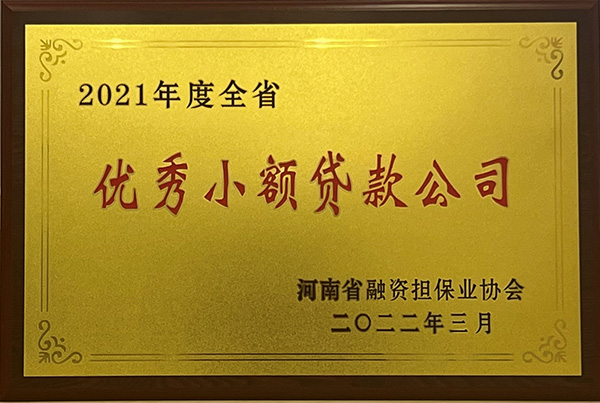 2021年度全省
优秀小额贷款公司
河南省融资担保业协会
二〇二二年三月